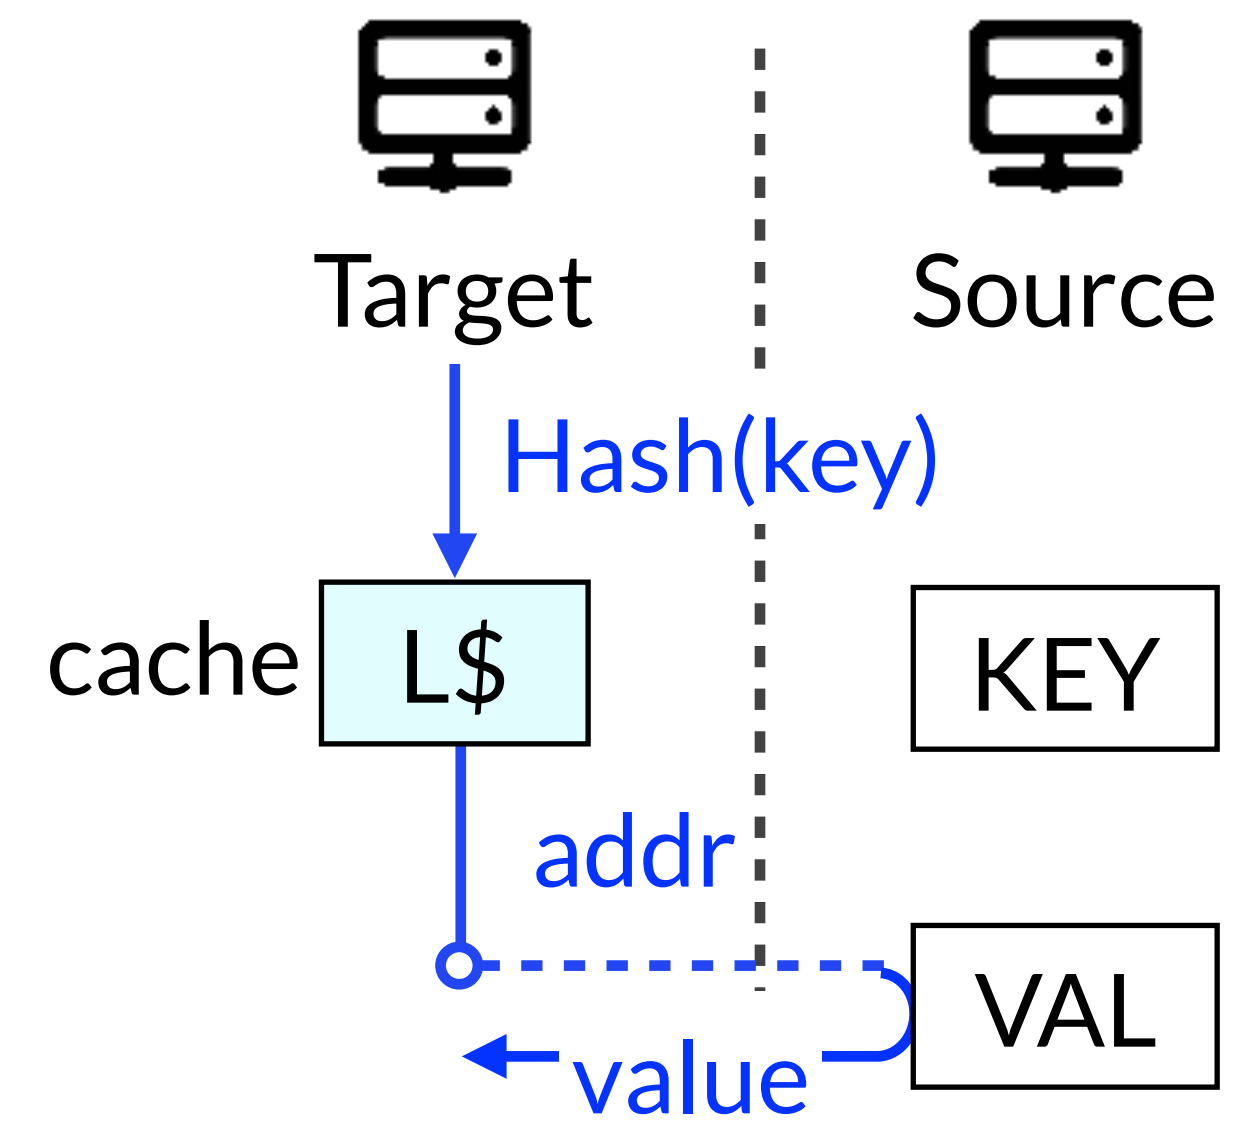 Target
Source
Hash(key)
cache
L$
KEY
addr
VAL
value